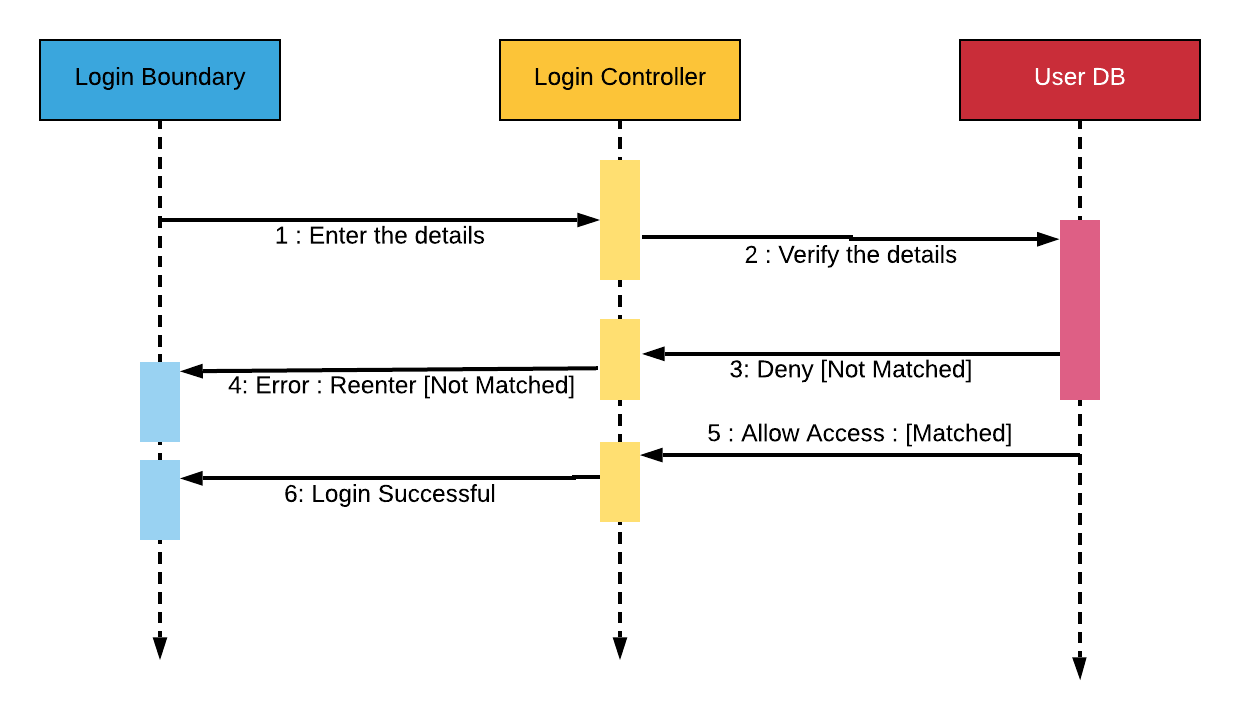 Login Boundary
Login Controller
User DB
1 : Enter the details
2 : Verify the details
3: Deny [Not Matched]
4: Error : Reenter [Not Matched]
5 : Allow Access : [Matched]
6: Login Successful